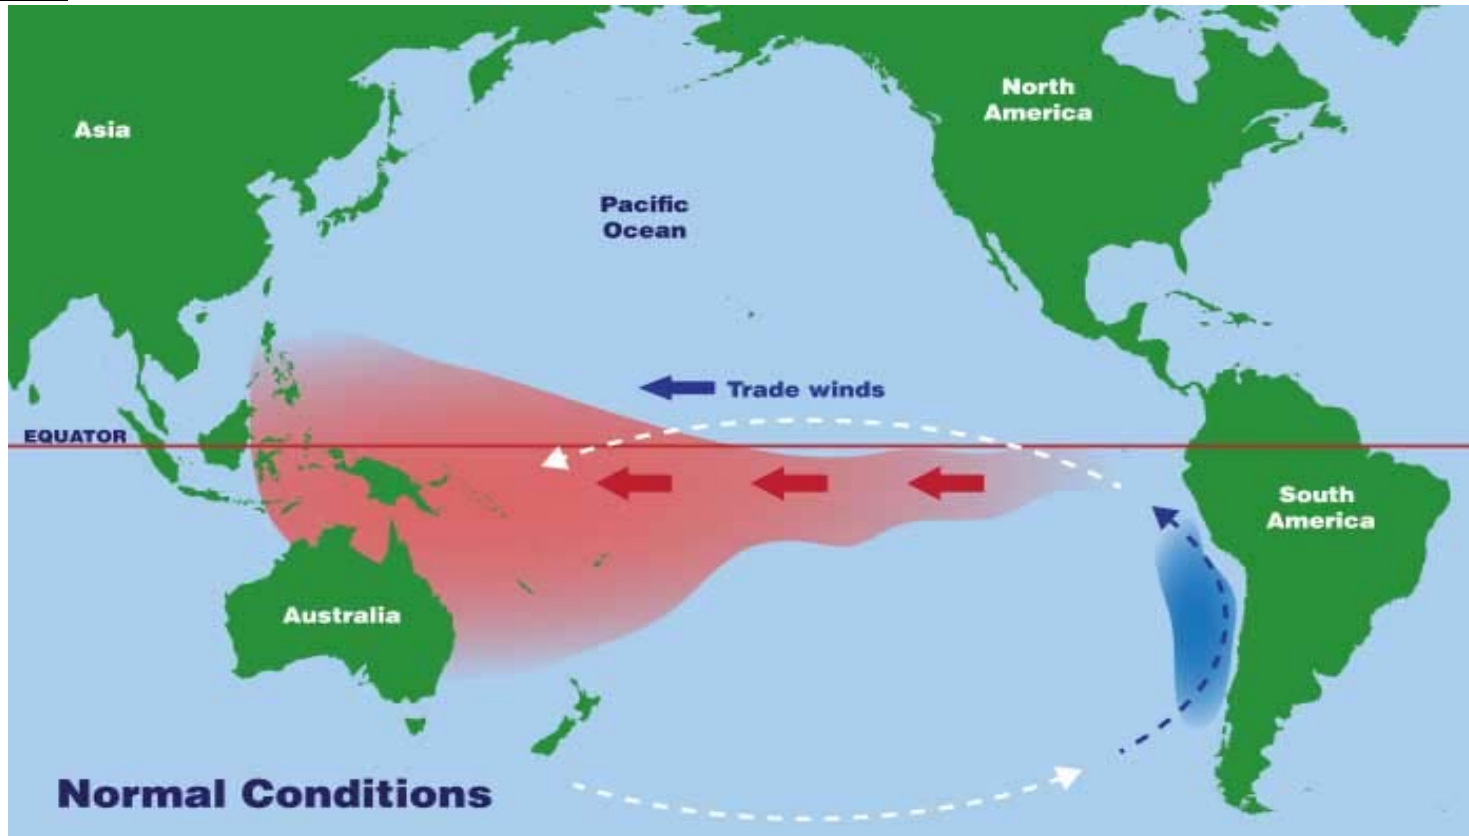 Asia
North
America
Pacific
Ocean
Trade winds
EQUATOR
South
America
Australia
Normal Conditions